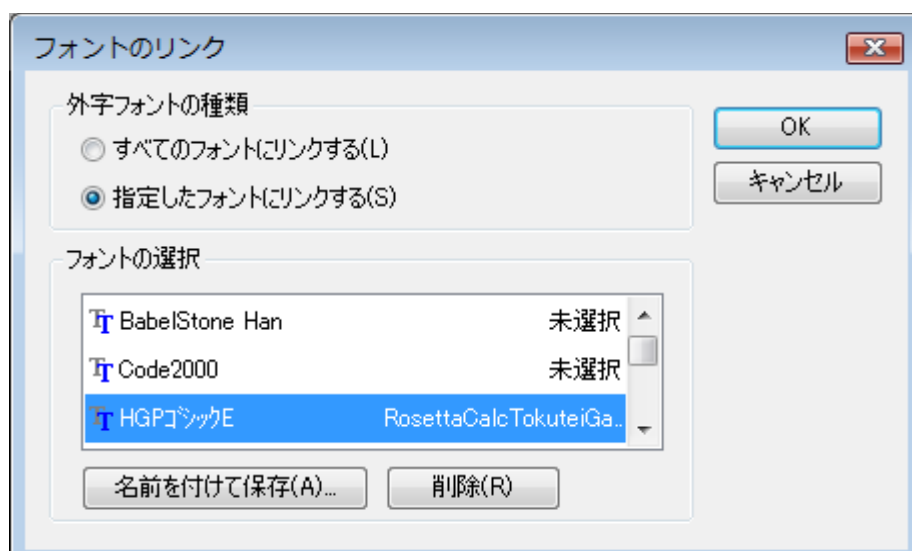 フォントのリンク
外字フォントの種類
すべてのフォントにリンクする(L)
指定したフォントにリンクする(S)
OK
キャンセル
フォントの選択
BabelStone Han 未選択
Code2000 未選択
HGPゴシックE RosettaCalcTokuteiGa..
名前を付けて保存(A)...
削除(R)